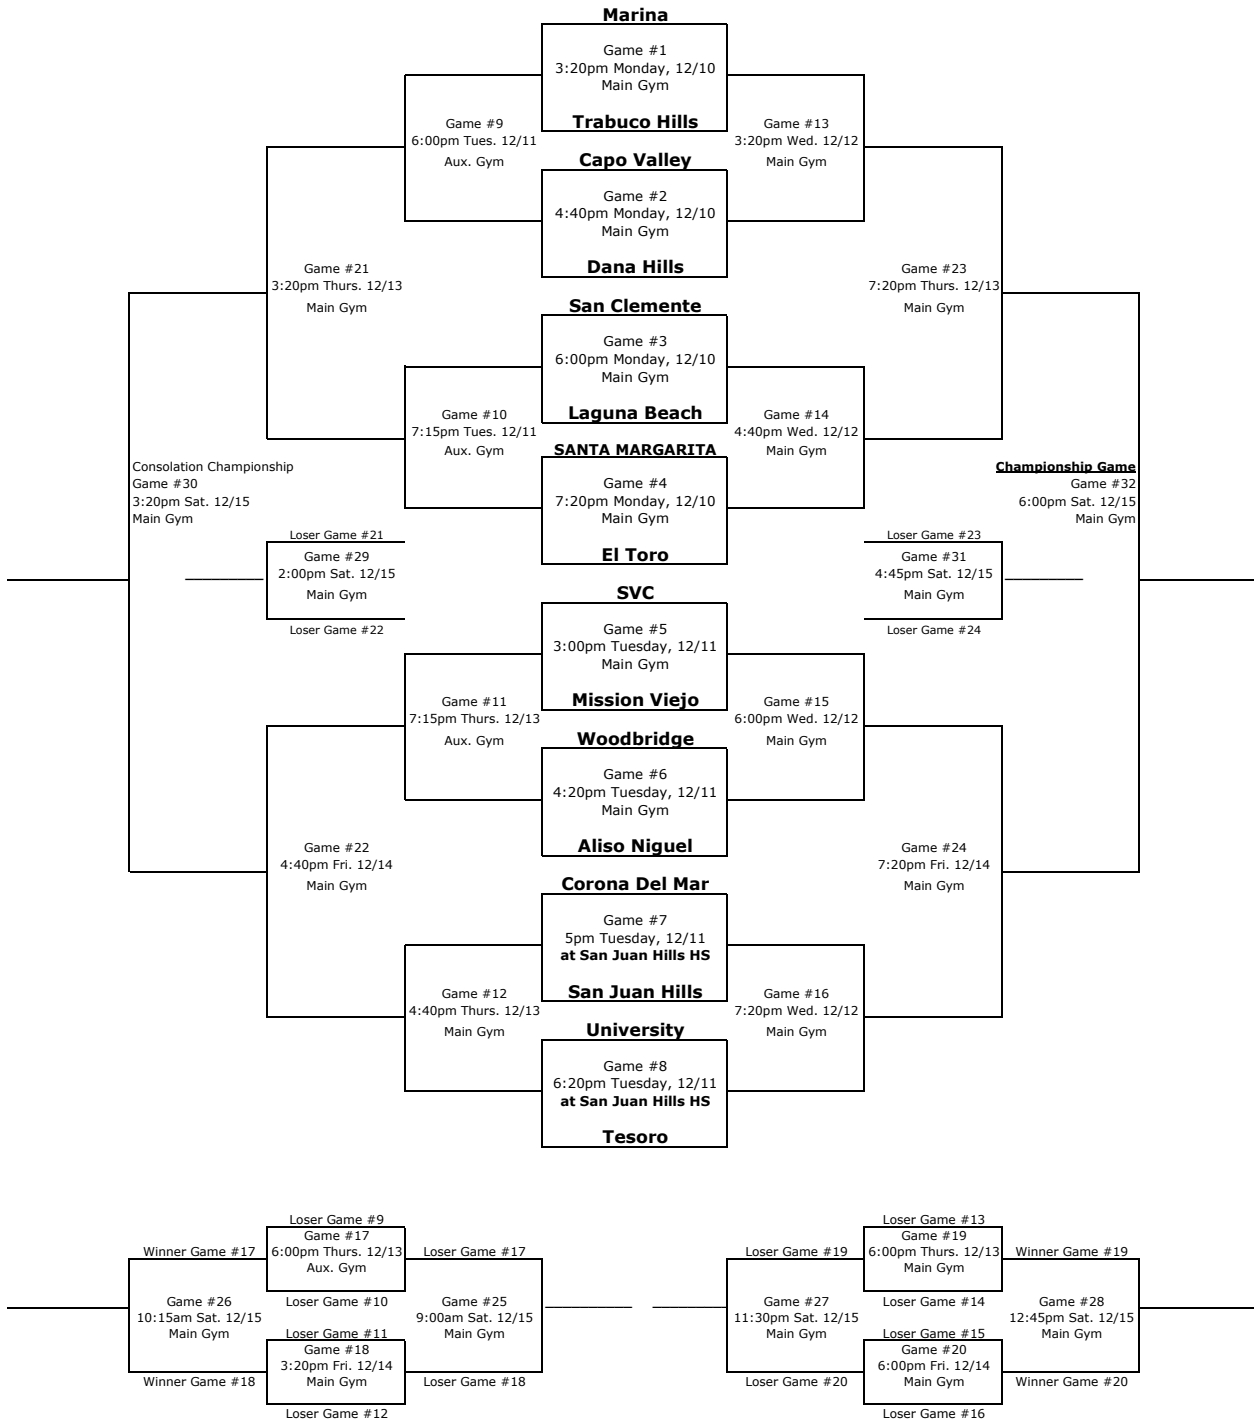 Marina
Game #1
3:20pm Monday, 12/10
Main Gym
Trabuco Hills
Game #9
6:00pm Tues. 12/11
Aux. Gym
Game #13
3:20pm Wed. 12/12
Main Gym
Capo Valley
Game #2
4:40pm Monday, 12/10
Main Gym
Dana Hills
Game #21
3:20pm Thurs. 12/13
Main Gym
Game #23
7:20pm Thurs. 12/13
Main Gym
San Clemente
Game #3
6:00pm Monday, 12/10
Main Gym
Laguna Beach
Game #10
7:15pm Tues. 12/11
Aux. Gym
Game #14
4:40pm Wed. 12/12
Main Gym
SANTA MARGARITA
Game #4
7:20pm Monday, 12/10
Main Gym
El Toro
Consolation Championship
Game #30
3:20pm Sat. 12/15
Main Gym
Championship Game
Game #32
6:00pm Sat. 12/15
Main Gym
Loser Game #21
Game #29
2:00pm Sat. 12/15
Main Gym
Loser Game #22
Loser Game #23
Game #31
4:45pm Sat. 12/15
Main Gym
Loser Game #24
SVC
Game #5
3:00pm Tuesday, 12/11
Main Gym
Mission Viejo
Game #11
7:15pm Thurs. 12/13
Aux. Gym
Game #15
6:00pm Wed. 12/12
Main Gym
Woodbridge
Game #6
4:20pm Tuesday, 12/11
Main Gym
Aliso Niguel
Game #22
4:40pm Fri. 12/14
Main Gym
Game #24
7:20pm Fri. 12/14
Main Gym
Corona Del Mar
Game #7
5pm Tuesday, 12/11
at San Juan Hills HS
San Juan Hills
Game #12
4:40pm Thurs. 12/13
Main Gym
Game #16
7:20pm Wed. 12/12
Main Gym
University
Game #8
6:20pm Tuesday, 12/11
at San Juan Hills HS
Tesoro
Loser Game #9
Game #17
6:00pm Thurs. 12/13
Aux. Gym
Loser Game #10
Winner Game #17
Loser Game #17
Game #26
10:15am Sat. 12/15
Main Gym
Game #25
9:00am Sat. 12/15
Main Gym
Loser Game #11
Game #18
3:20pm Fri. 12/14
Main Gym
Loser Game #12
Winner Game #18
Loser Game #18
Loser Game #13
Game #19
6:00pm Thurs. 12/13
Main Gym
Loser Game #14
Loser Game #19
Winner Game #19
Game #27
11:30pm Sat. 12/15
Main Gym
Game #28
12:45pm Sat. 12/15
Main Gym
Loser Game #15
Game #20
6:00pm Fri. 12/14
Main Gym
Loser Game #16
Loser Game #20
Winner Game #20